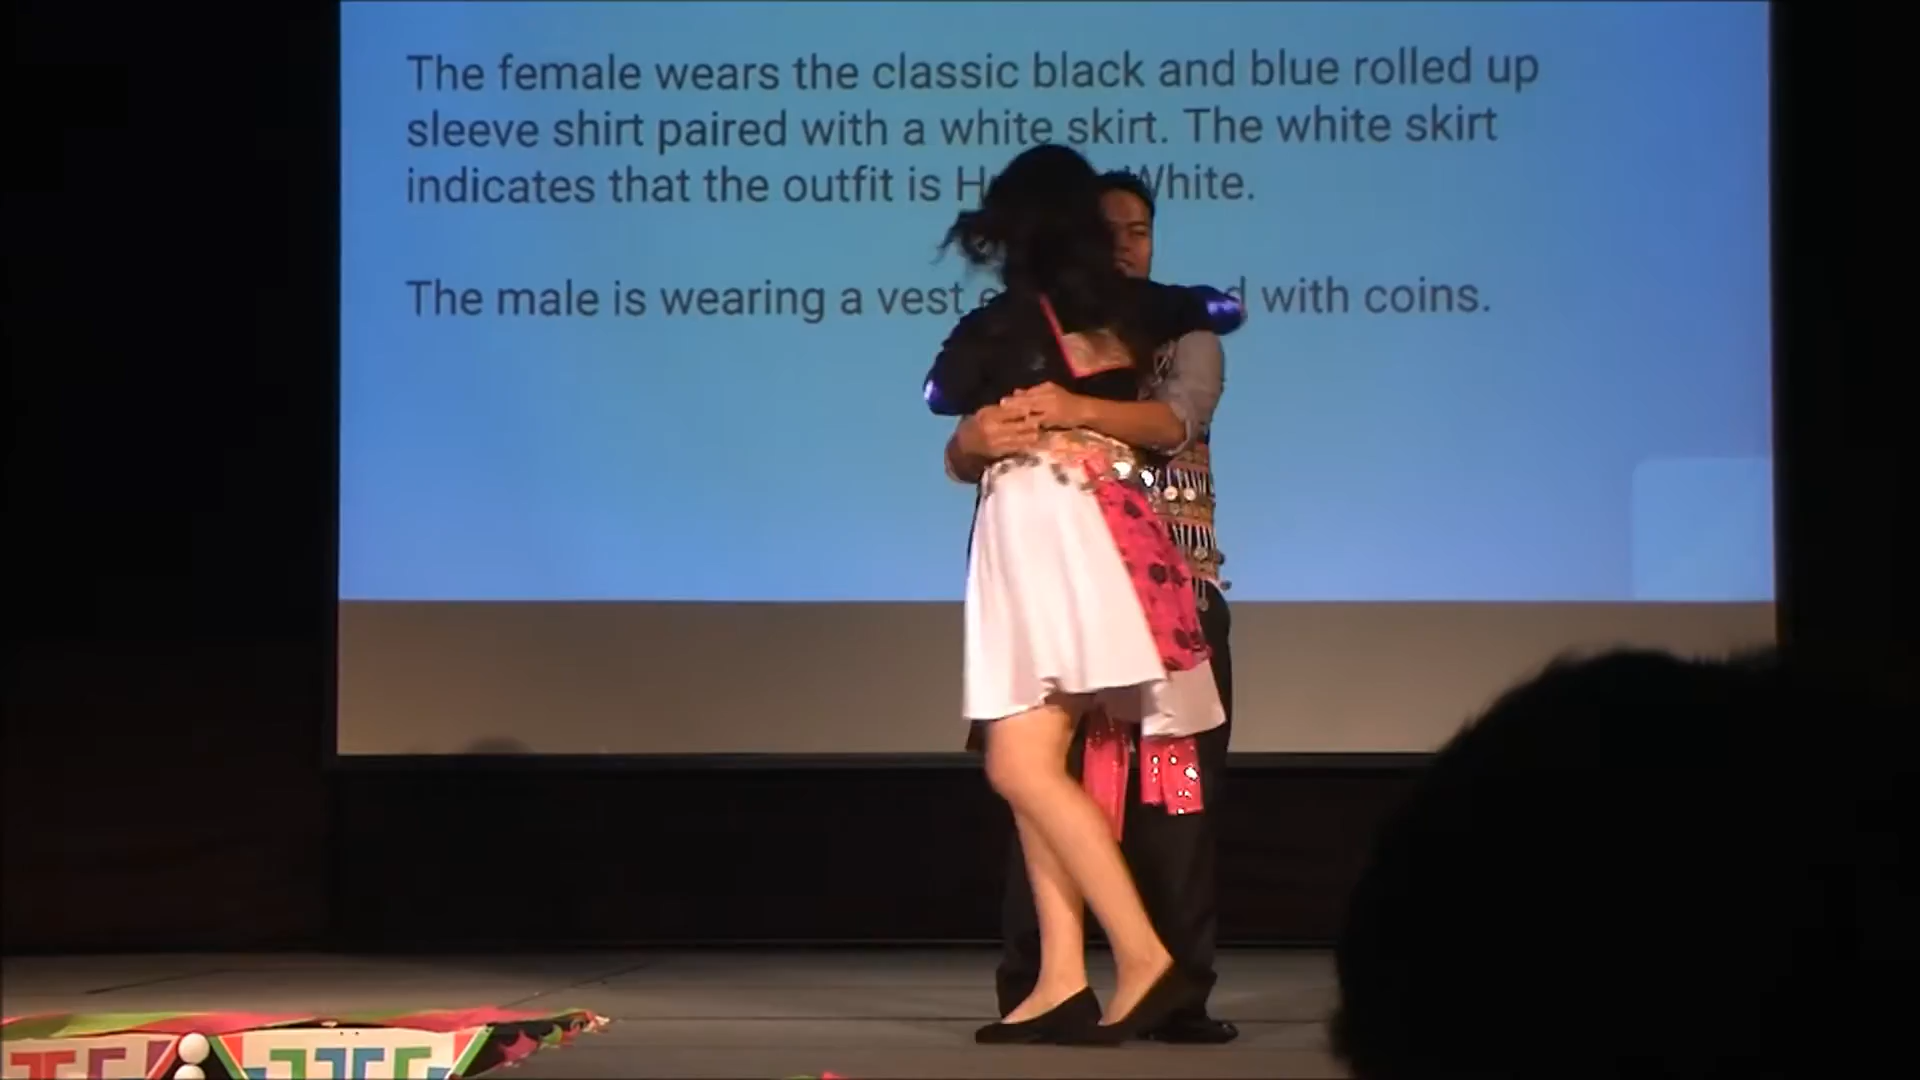 The female wears the classic black and blue rolled up
sleeve shirt paired with a white skirt. The white skirt
indicates that the outfit is White.
The male is wearing a vest with coins.